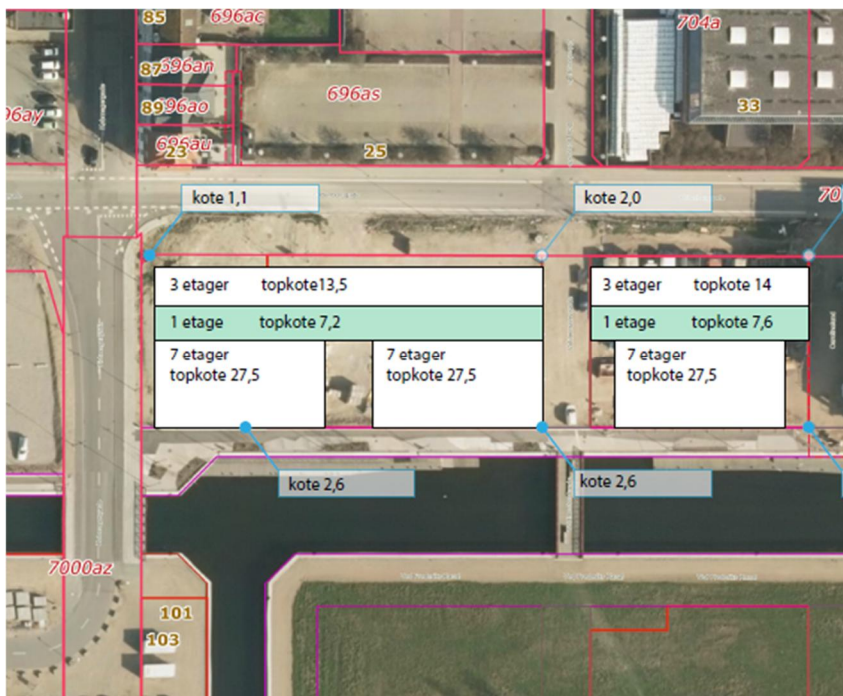 85
696ac
704a
87
696an
696as
96ay
89
696ao
33
696au
23
25
kote 1,1
kote 2,0
70
3 etager topkote13,5
3 etager topkote 14
1 etage topkote 7,2
1 etage topkote 7,6
7 etager
topkote 27,5
7 etager
topkote 27,5
7 etager
topkote 27,5
kote 2,6
kote 2,6
7000az
101
103